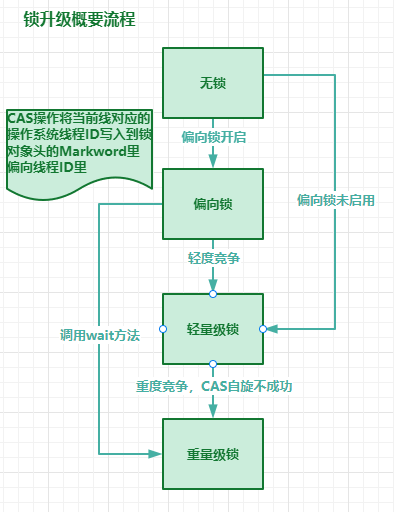 锁升级概要流程
无锁
CAS操作将当前线对应的
操作系统线程ID写入到锁
对象头的Markword里
偏向线程ID里
偏向锁开启
偏向锁
偏向锁未启用
轻度竞争
轻量级锁
调用wait方法
重度竞争，CAS自旋不成功
重量级锁